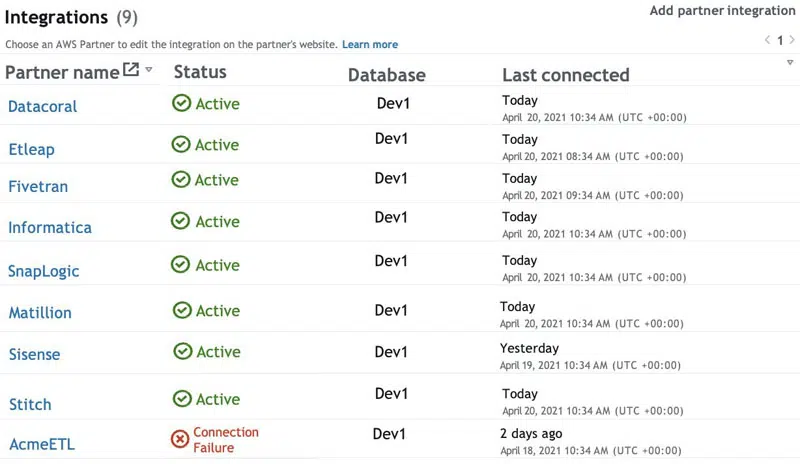 Integrations (9)
Add partner integration
Choose an AWS Partner to edit the integration on the partner's website. Learn more
1
Partner name Status Database Last connected
Datacoral Active Dev1 Today
April 20, 2021 10:34 AM (UTC +00:00)
Etleap Active Dev1 Today
April 20, 2021 08:34 AM (UTC +00:00)
Fivetran Active Dev1 Today
April 20, 2021 09:34 AM (UTC +00:00)
Informatica Active Dev1 Today
April 20, 2021 10:34 AM (UTC +00:00)
SnapLogic Active Dev1 Today
April 20, 2021 10:34 AM (UTC +00:00)
Matillion Active Dev1 Today
April 20, 2021 10:34 AM (UTC +00:00)
Sisense Active Dev1 Yesterday
April 19, 2021 10:34 AM (UTC +00:00)
Stitch Active Dev1 Today
April 20, 2021 10:34 AM (UTC +00:00)
AcmeETL Connection Failure Dev1 2 days ago
April 18, 2021 10:34 AM (UTC +00:00)